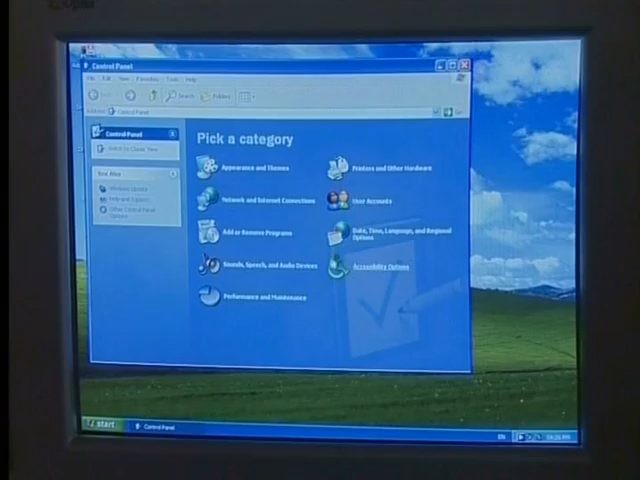 Control Panel
File Edit View Favorites Tools Help
Search Folders
Address Control Panel
Control Panel
Switch to Classic View
See Also
Windows Update
Help and Support
Other Control Panel
Options
Pick a category
Appearance and Themes
Printers and Other Hardware
Network and Internet Connections
User Accounts
Add or Remove Programs
Date, Time, Language, and Regional
Options
Sounds, Speech, and Audio Devices
Accessibility Options
Performance and Maintenance
start
Control Panel
EN